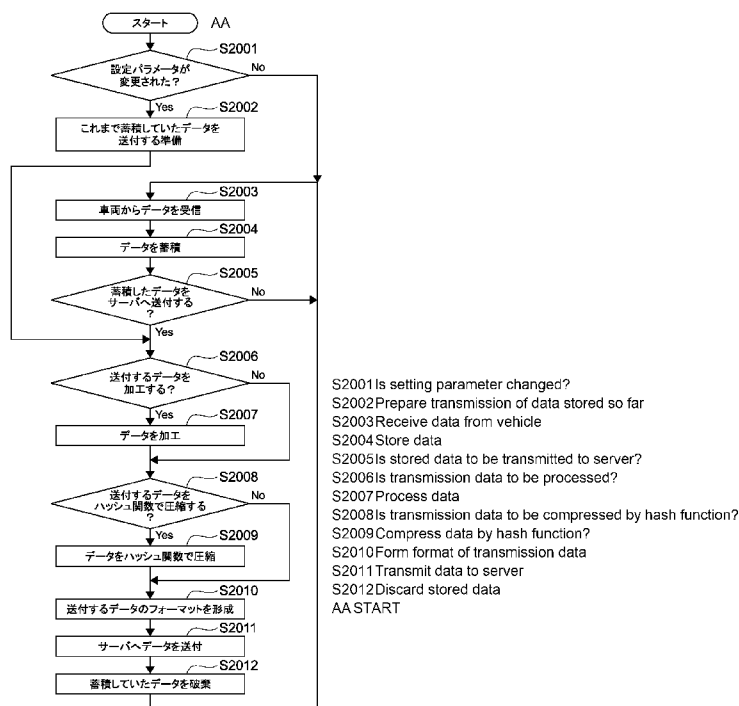 スタート
AA
S2001
設定パラメータが
変更された?
No
Yes
S2002
これまで蓄積していたデータを
送付する準備
S2003
車両からデータを受信
S2004
データを蓄積
S2005
蓄積したデータを
サーバへ送付する
?
No
Yes
S2006
送付するデータを
加工する?
No
Yes
S2007
データを加工
S2008
送付するデータを
ハッシュ関数で圧縮する
?
No
Yes
S2009
データをハッシュ関数で圧縮
S2010
送付するデータのフォーマットを形成
S2011
サーバへデータを送付
S2012
蓄積していたデータを破棄
S2001 Is setting parameter changed?
S2002 Prepare transmission of data stored so far
S2003 Receive data from vehicle
S2004 Store data
S2005 Is stored data to be transmitted to server?
S2006 Is transmission data to be processed?
S2007 Process data
S2008 Is transmission data to be compressed by hash function?
S2009 Compress data by hash function?
S2010 Form format of transmission data
S2011 Transmit data to server
S2012 Discard stored data
AA START